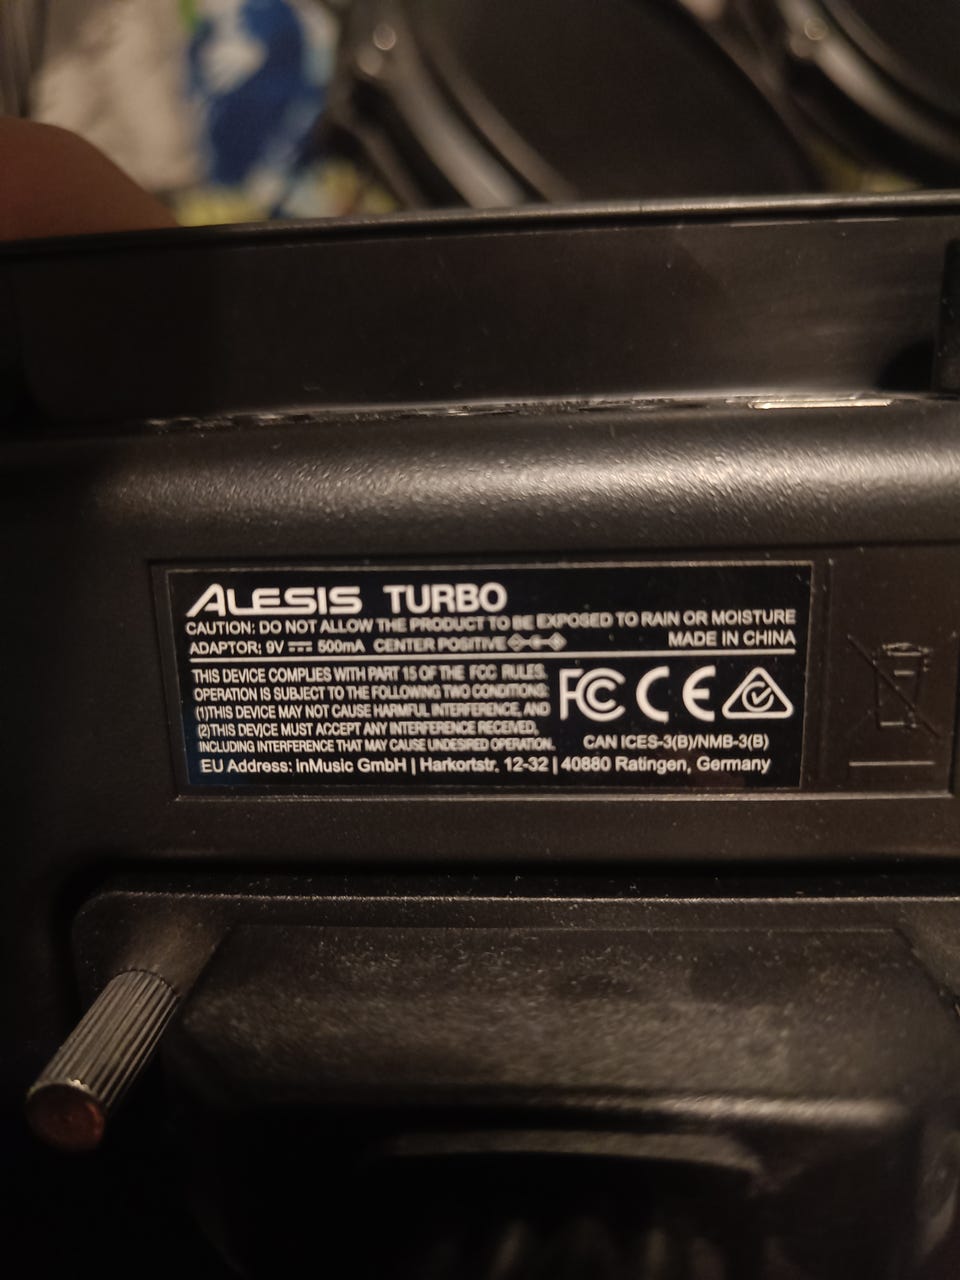 ALESIS TURBO
CAUTION: DO NOT ALLOW THE PRODUCT TO BE EXPOSED TO RAIN OR MOISTURE
ADAPTOR: 9V 500mA CENTER POSITIVE MADE IN CHINA
THIS DEVICE COMPLIES WITH PART 15 OF THE FCC RULES.
OPERATION IS SUBJECT TO THE FOLLOWING TWO CONDITIONS:
(1)THIS DEVICE MAY NOT CAUSE HARMFUL INTERFERENCE, AND
(2)THIS DEVICE MUST ACCEPT ANY INTERFERENCE RECEIVED,
INCLUDING INTERFERENCE THAT MAY CAUSE UNDESIRED OPERATION.
FC CE
CAN ICES-3(B)/NMB-3(B)
EU Address: inMusic GmbH | Harkortstr. 12-32 | 40880 Ratingen, Germany